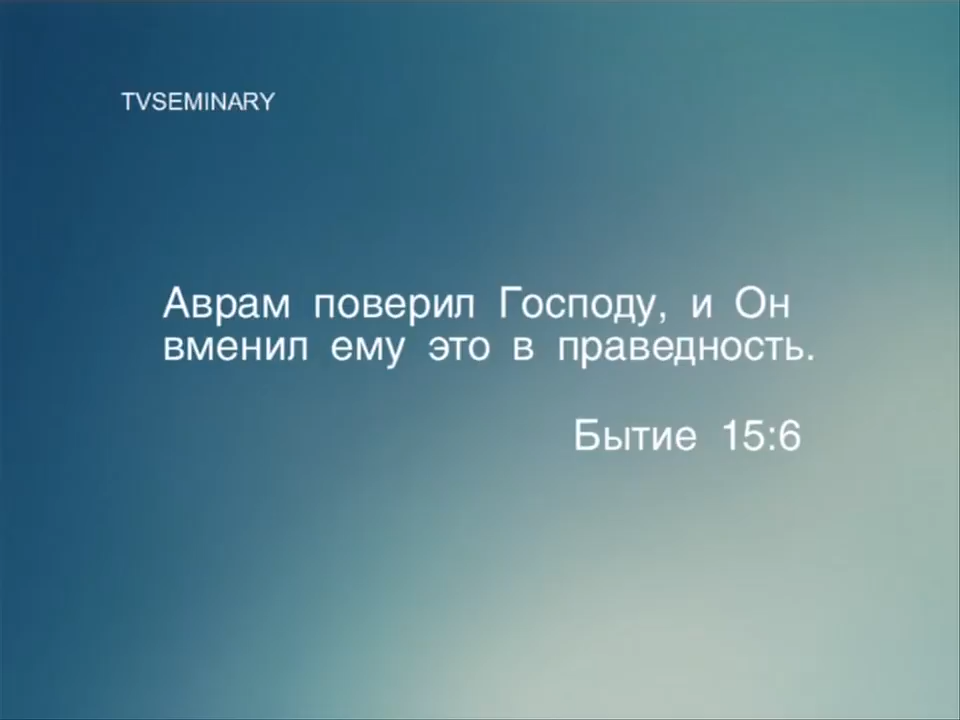 TVSEMINARY
Аврам поверил Господу, и Он
вменил ему это в праведность.
Бытие 15:6